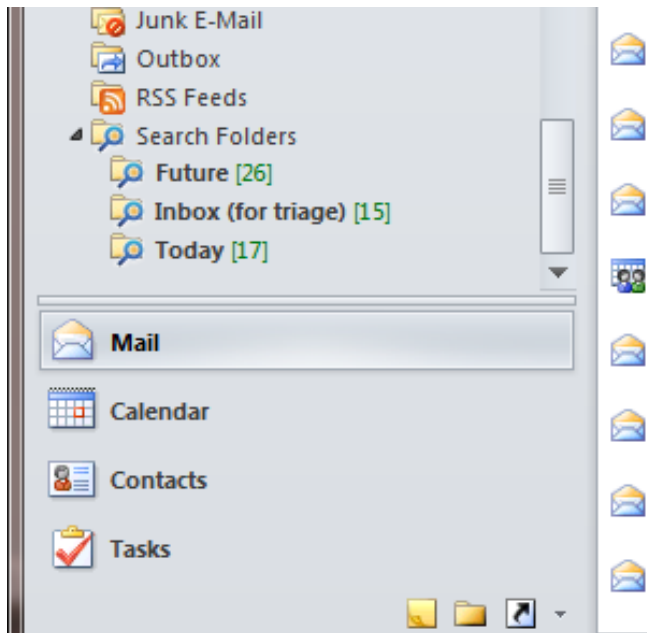 Junk E-Mail
Outbox
RSS Feeds
Search Folders
Future [26]
Inbox (for triage) [15]
Today [17]
Mail
Calendar
Contacts
Tasks